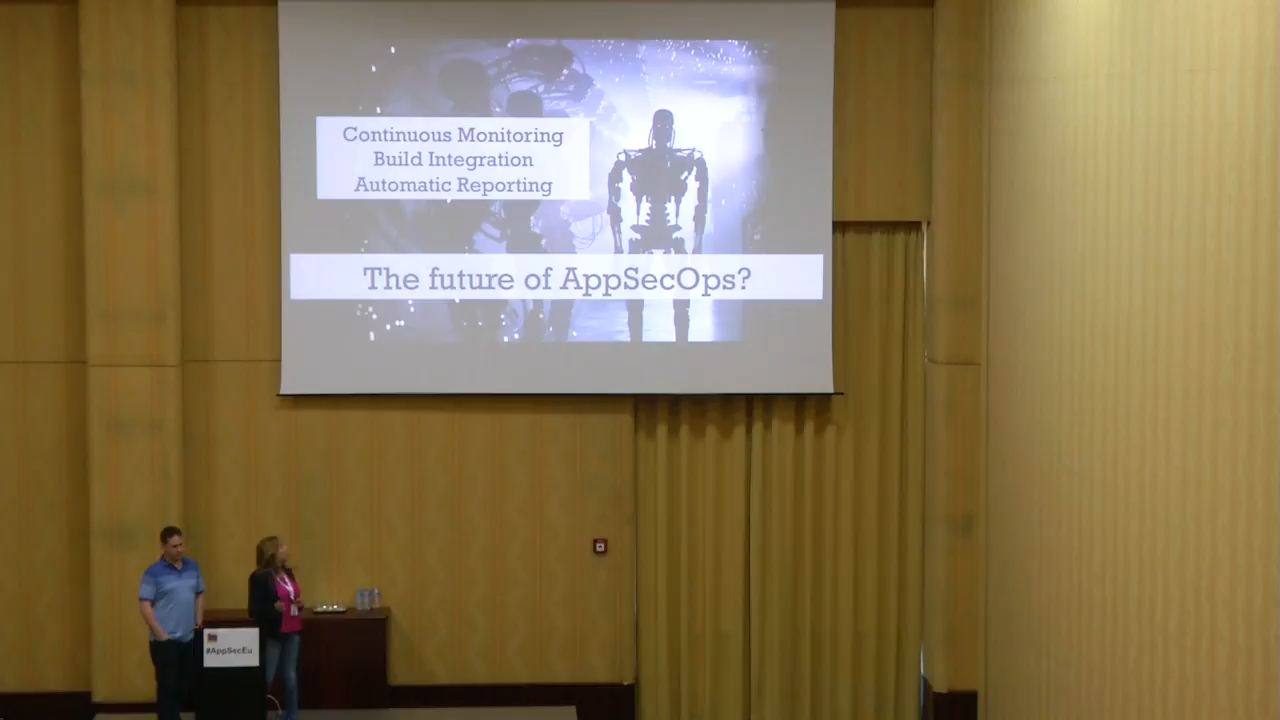 Continuous Monitoring
Build Integration
Automatic Reporting
The future of AppSecOps?
#AppSecEu